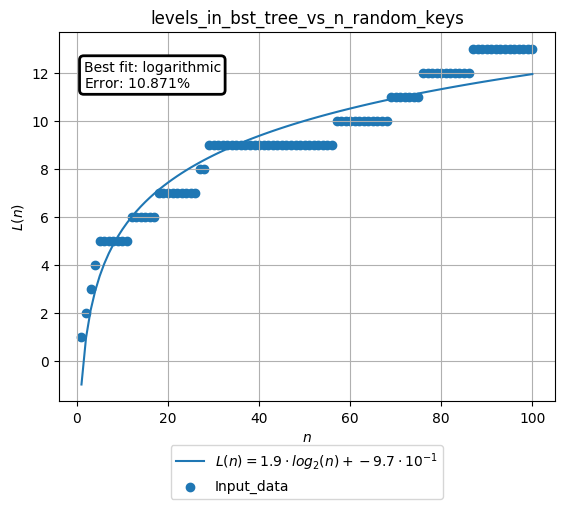 levels_in_bst_tree_vs_n_random_keys
Best fit: logarithmic
Error: 10.871%
L(n)
12
10
8
6
4
2
0
0 20 40 60 80 100
n
L(n) = 1.9 · log₂(n) + −9.7 · 10⁻¹
Input_data